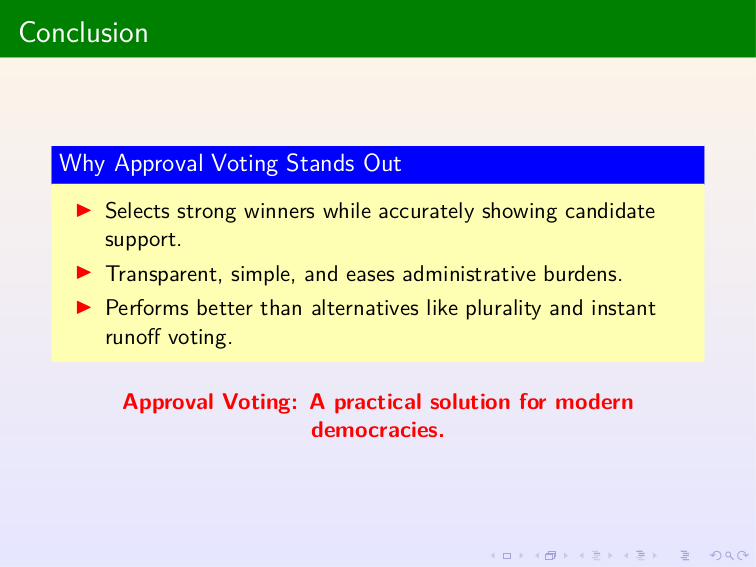 Conclusion
Why Approval Voting Stands Out
Selects strong winners while accurately showing candidate
support.
Transparent, simple, and eases administrative burdens.
Performs better than alternatives like plurality and instant
runoff voting.
Approval Voting: A practical solution for modern
democracies.